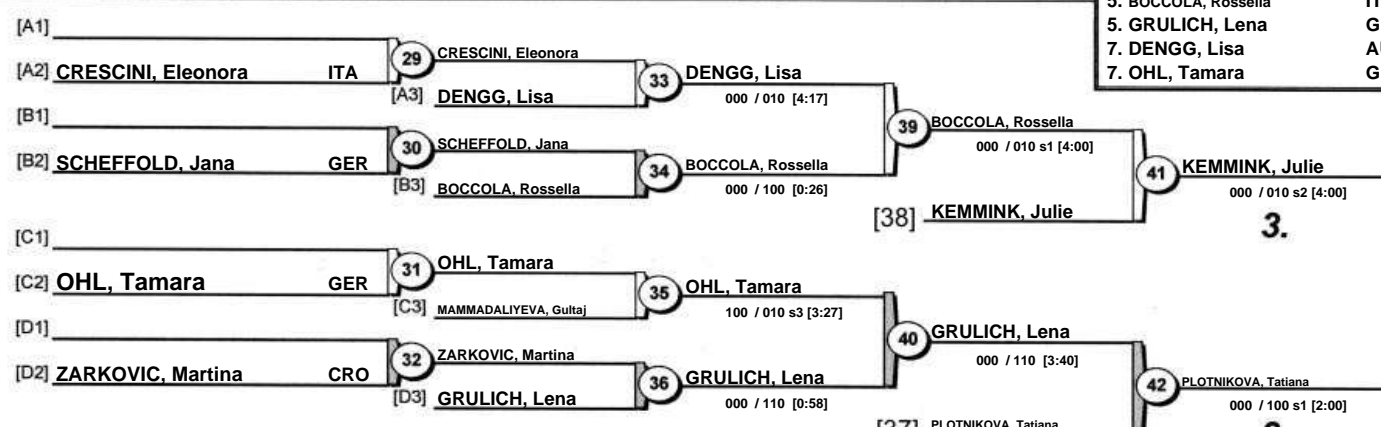 5. BOCCOLA, Rossella
5. GRULICH, Lena
7. DENGG, Lisa
7. OHL, Tamara
[A1]
[A2] CRESCINI, Eleonora ITA
29
CRESCINI, Eleonora
[A3] DENGG, Lisa
33
DENGG, Lisa
000 / 010 [4:17]
[B1]
[B2] SCHEFFOLD, Jana GER
30
SCHEFFOLD, Jana
[B3] BOCCOLA, Rossella
34
BOCCOLA, Rossella
000 / 100 [0:26]
39
BOCCOLA, Rossella
000 / 010 s1 [4:00]
[38] KEMMINK, Julie
41
KEMMINK, Julie
000 / 010 s2 [4:00]
3.
[C1]
[C2] OHL, Tamara GER
31
OHL, Tamara
[C3] MAMMADALIYEVA, Gultaj
35
OHL, Tamara
100 / 010 s3 [3:27]
[D1]
[D2] ZARKOVIC, Martina CRO
32
ZARKOVIC, Martina
[D3] GRULICH, Lena
36
GRULICH, Lena
000 / 110 [0:58]
40
GRULICH, Lena
000 / 110 [3:40]
[37] PLOTNIKOVA, Tatiana
42
PLOTNIKOVA, Tatiana
000 / 100 s1 [2:00]